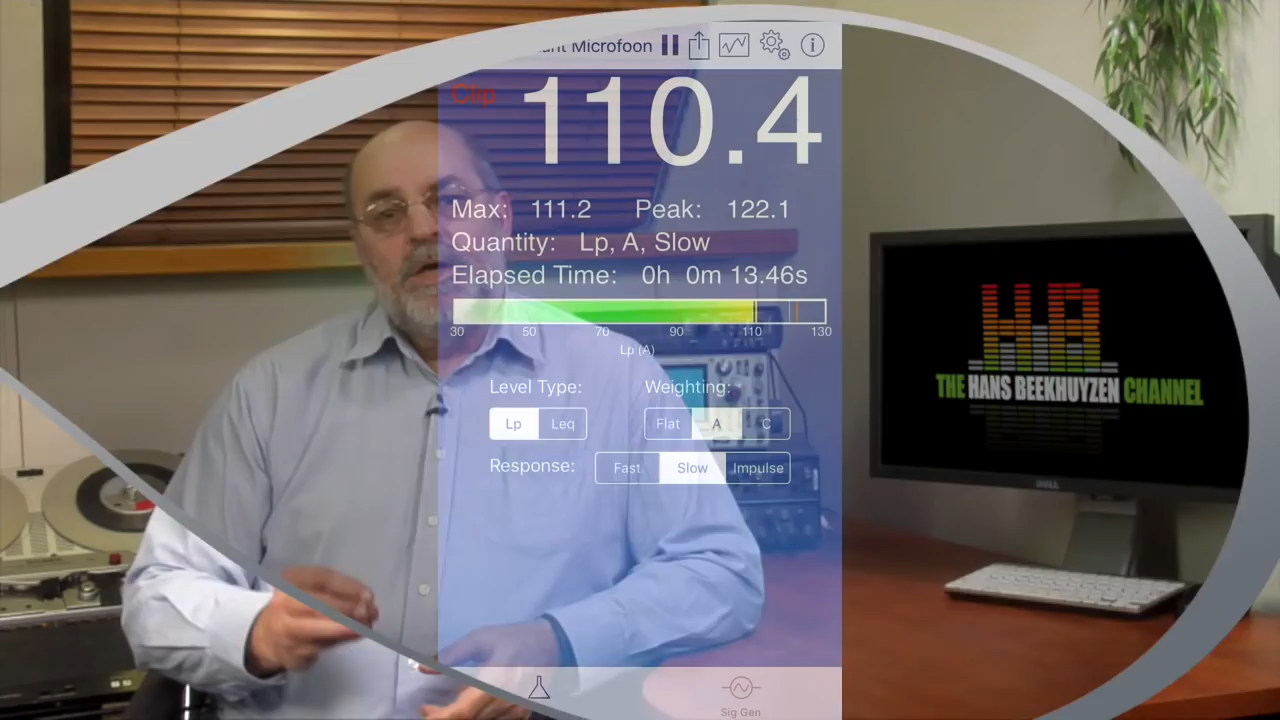 Microfoon
Clip
110.4
Max: 111.2 Peak: 122.1
Quantity: Lp, A, Slow
Elapsed Time: 0h 0m 13.46s
30 50 70 90 110 130
Lp (A)
Level Type: Weighting:
Lp Leq Flat A C
Response: Fast Slow Impulse
Sig Gen
THE HANS BEEKHUYZEN CHANNEL
HB
DELL